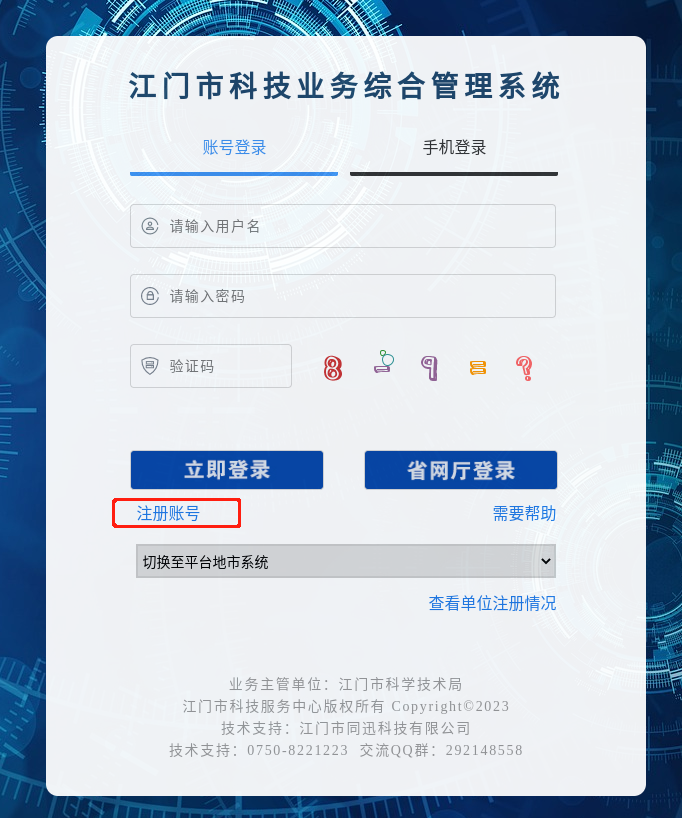 江门市科技业务综合管理系统
账号登录 手机登录
请输入用户名
请输入密码
验证码 8 - 9 = ?
立即登录 省网厅登录
注册账号 需要帮助
切换至平台地市系统
查看单位注册情况
业务主管单位：江门市科学技术局
江门市科技服务中心版权所有 Copyright©2023
技术支持：江门市同迅科技有限公司
技术支持：0750-8221223 交流QQ群：292148558